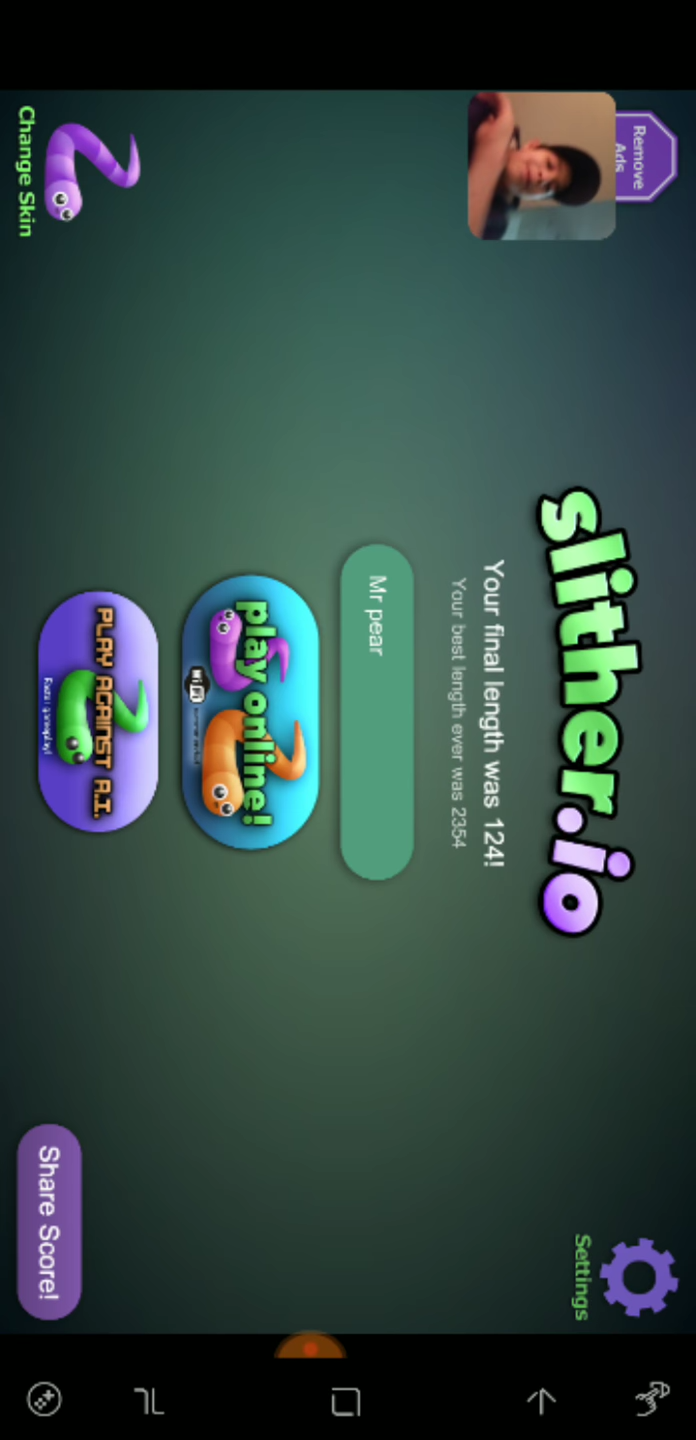 Remove
Ads
slither.io
Settings
Your final length was 124!
Your best length ever was 2354
Mr pear
play online!
WiFi
PLAY AGAINST A.I.
Change Skin
Share Score!